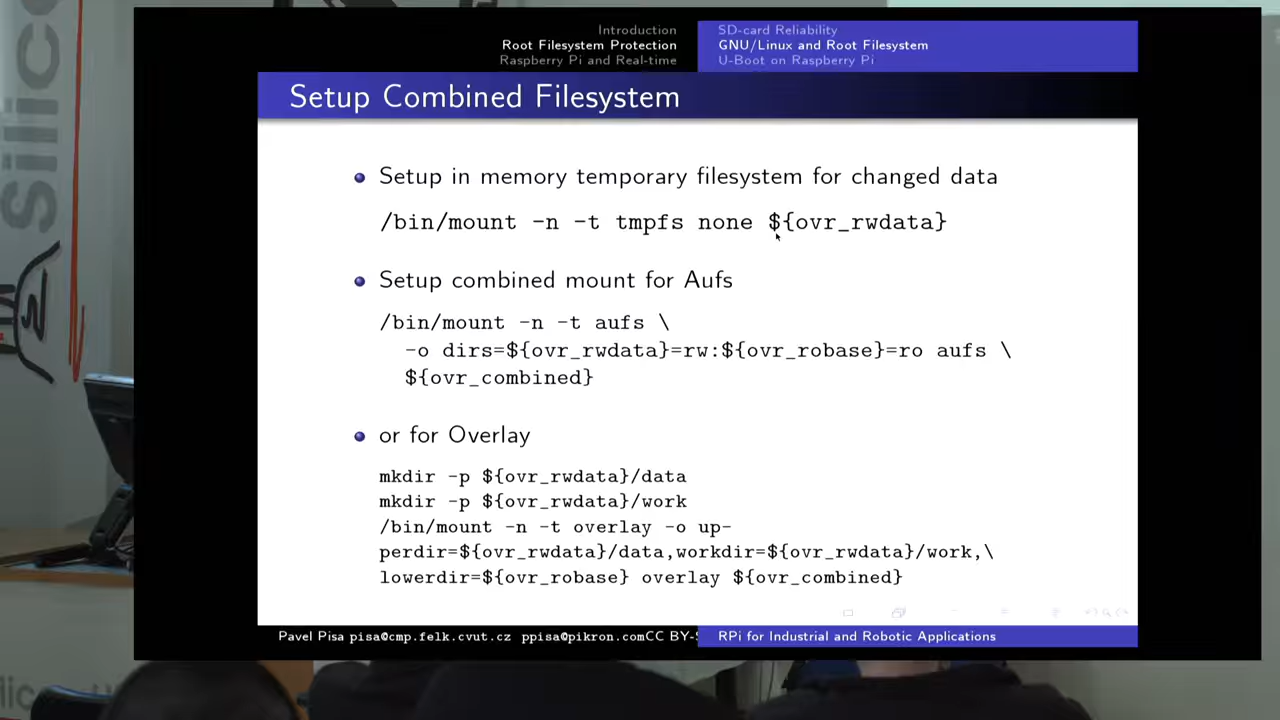 Introduction
Root Filesystem Protection
Raspberry Pi and Real-time
SD-card Reliability
GNU/Linux and Root Filesystem
U-Boot on Raspberry Pi
Setup Combined Filesystem
Setup in memory temporary filesystem for changed data
/bin/mount -n -t tmpfs none ${ovr_rwdata}
Setup combined mount for Aufs
/bin/mount -n -t aufs \
-o dirs=${ovr_rwdata}=rw:${ovr_robase}=ro aufs \
${ovr_combined}
or for Overlay
mkdir -p ${ovr_rwdata}/data
mkdir -p ${ovr_rwdata}/work
/bin/mount -n -t overlay -o up-
perdir=${ovr_rwdata}/data,workdir=${ovr_rwdata}/work,\
lowerdir=${ovr_robase} overlay ${ovr_combined}
Pavel Pisa pisa@cmp.felk.cvut.cz ppisa@pikron.comCC BY-S
RPi for Industrial and Robotic Applications
Silico